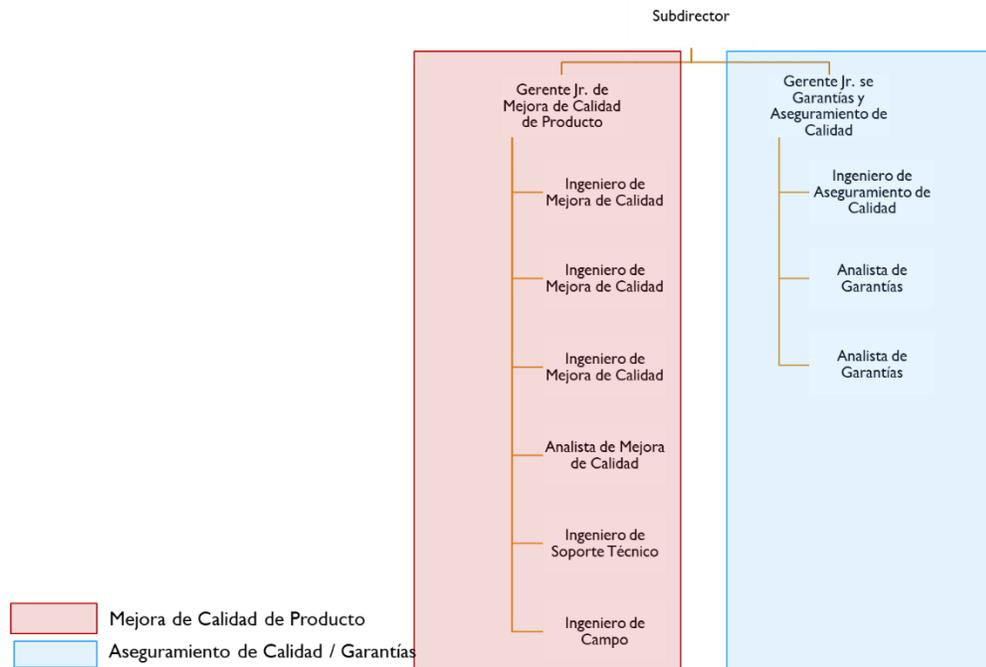 Subdirector
Gerente Jr. de
Mejora de Calidad
de Producto
Ingeniero de
Mejora de Calidad
Ingeniero de
Mejora de Calidad
Ingeniero de
Mejora de Calidad
Analista de Mejora
de Calidad
Ingeniero de
Soporte Técnico
Ingeniero de
Campo
Gerente Jr. se
Garantías y
Aseguramiento de
Calidad
Ingeniero de
Aseguramiento de
Calidad
Analista de
Garantías
Analista de
Garantías
Mejora de Calidad de Producto
Aseguramiento de Calidad / Garantías